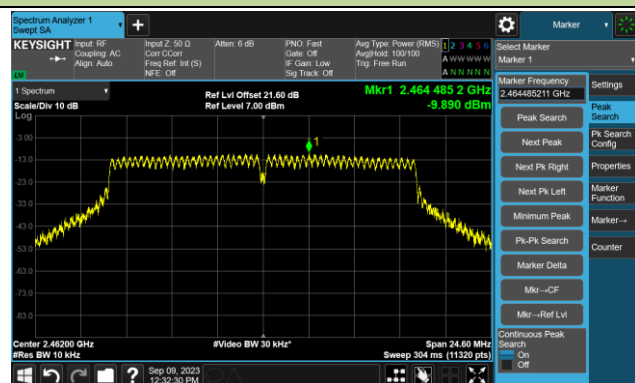 Spectrum Analyzer 1
Swept SA
Marker
KEYSIGHT
Input: RF
Coupling: AC
Align: Auto
Input Z: 50 Ω
Corr CCorr
Freq Ref: Int (S)
NFE: Off
Atten: 6 dB
PNO: Fast
Gate: Off
IF Gain: Low
Sig Track: Off
Avg Type: Power (RMS)
Avg|Hold: 100/100
Trig: Free Run
1 2 3 4 5 6
A W W W W W
A N N N N N
LXI
Select Marker
Marker 1
1 Spectrum
Scale/Div 10 dB
Log
Ref Lvl Offset 21.60 dB
Ref Level 7.00 dBm
Mkr1 2.464 485 2 GHz
-9.890 dBm
1
-3.00
-13.0
-23.0
-33.0
-43.0
-53.0
-63.0
-73.0
-83.0
Center 2.46200 GHz
#Res BW 10 kHz
#Video BW 30 kHz*
Span 24.60 MHz
Sweep 304 ms (11320 pts)
Marker Frequency
2.464485211 GHz
Peak Search
Next Peak
Next Pk Right
Next Pk Left
Minimum Peak
Pk-Pk Search
Marker Delta
Mkr→CF
Mkr→Ref Lvl
Continuous Peak
Search
On
Off
Settings
Peak
Search
Pk Search
Config
Properties
Marker
Function
Marker→
Counter
Sep 09, 2023
12:32:30 PM